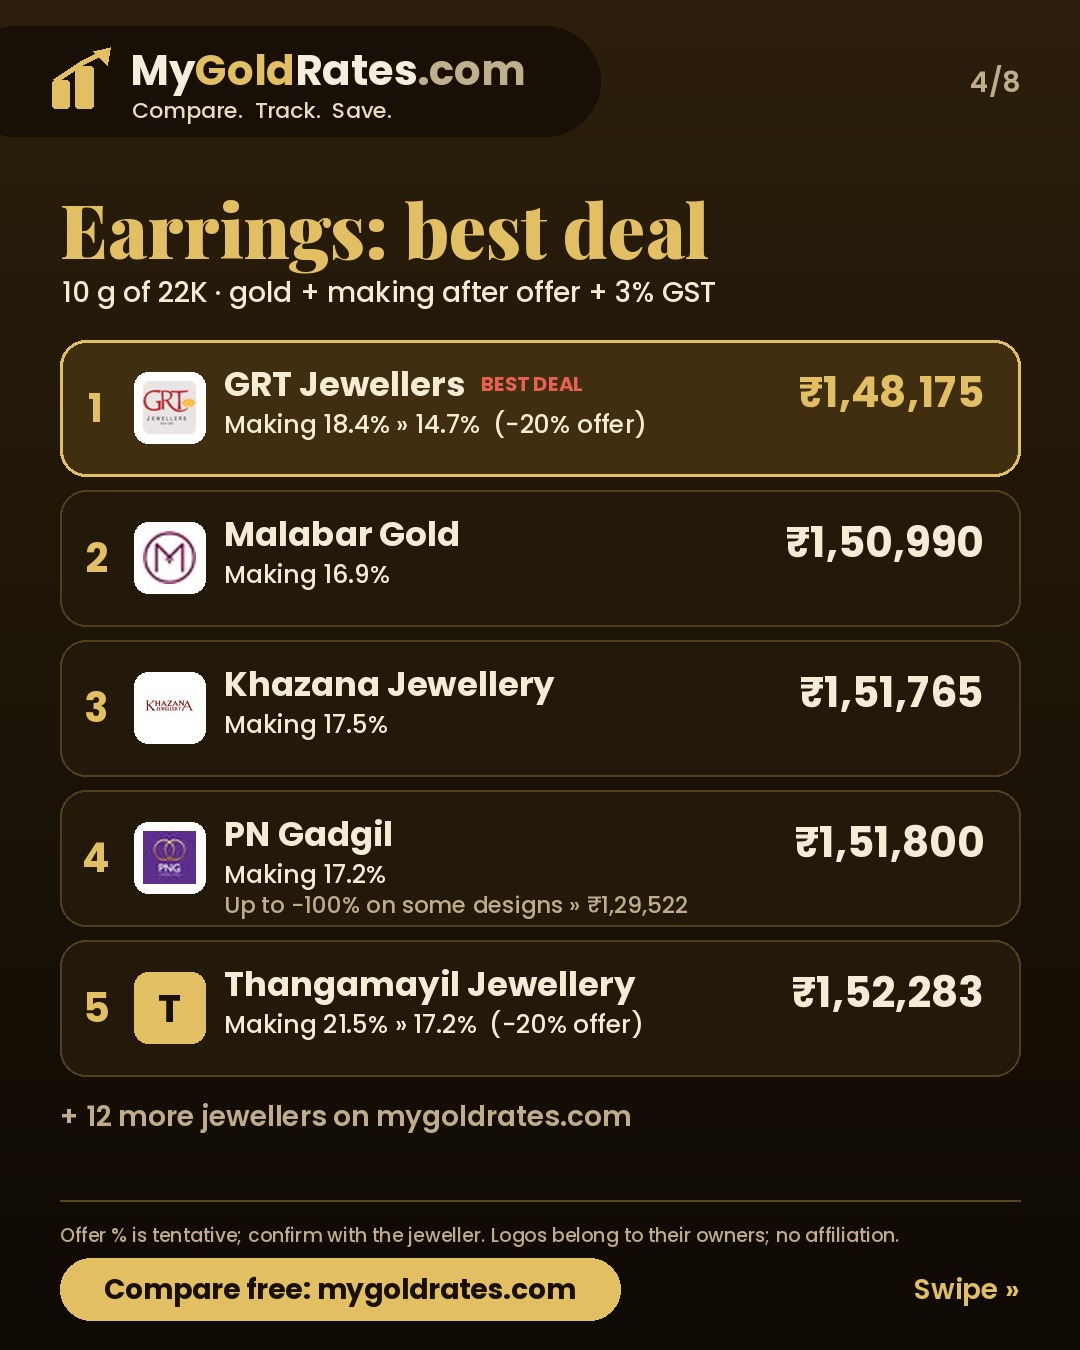 MyGoldRates.com
Compare. Track. Save.
4/8
Earrings: best deal
10 g of 22K · gold + making after offer + 3% GST
1
GRT
JEWELLERS
GRT Jewellers BEST DEAL
Making 18.4% » 14.7% (-20% offer)
₹1,48,175
2
M
Malabar Gold
Making 16.9%
₹1,50,990
3
KHAZANA
JEWELLERY
Khazana Jewellery
Making 17.5%
₹1,51,765
4
PNG
PN Gadgil
Making 17.2%
Up to -100% on some designs » ₹1,29,522
₹1,51,800
5
T
Thangamayil Jewellery
Making 21.5% » 17.2% (-20% offer)
₹1,52,283
+ 12 more jewellers on mygoldrates.com
Offer % is tentative; confirm with the jeweller. Logos belong to their owners; no affiliation.
Compare free: mygoldrates.com
Swipe »